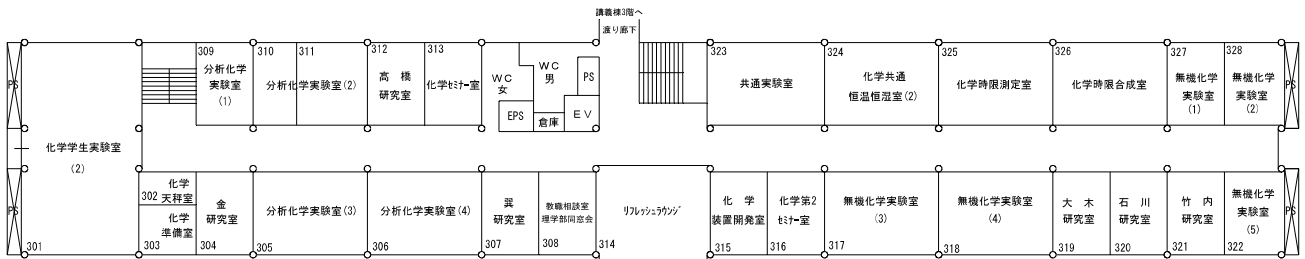 講義棟3階へ
渡り廊下
309
分析化学
実験室
(1)
310
311
分析化学実験室(2)
312
高橋
研究室
313
化学ｾﾐﾅｰ室
WC
女
WC
男
PS
EPS
倉庫
EV
323
共通実験室
324
化学共通
恒温恒湿室(2)
325
化学時限測定室
326
化学時限合成室
327
無機化学
実験室
(1)
328
無機化学
実験室
(2)
PS
PS
化学学生実験室
(2)
PS
301
302
化学
天秤室
化学
準備室
303
金
研究室
304
分析化学実験室(3)
305
分析化学実験室(4)
306
巽
研究室
307
教職相談室
理学部同窓会
308
ﾘﾌﾚｯｼｭﾗｳﾝｼﾞ
314
化学
装置開発室
315
化学第2
ｾﾐﾅｰ室
316
無機化学実験室
(3)
317
無機化学実験室
(4)
318
大木
研究室
319
石川
研究室
320
竹内
研究室
321
無機化学
実験室
(5)
322
PS